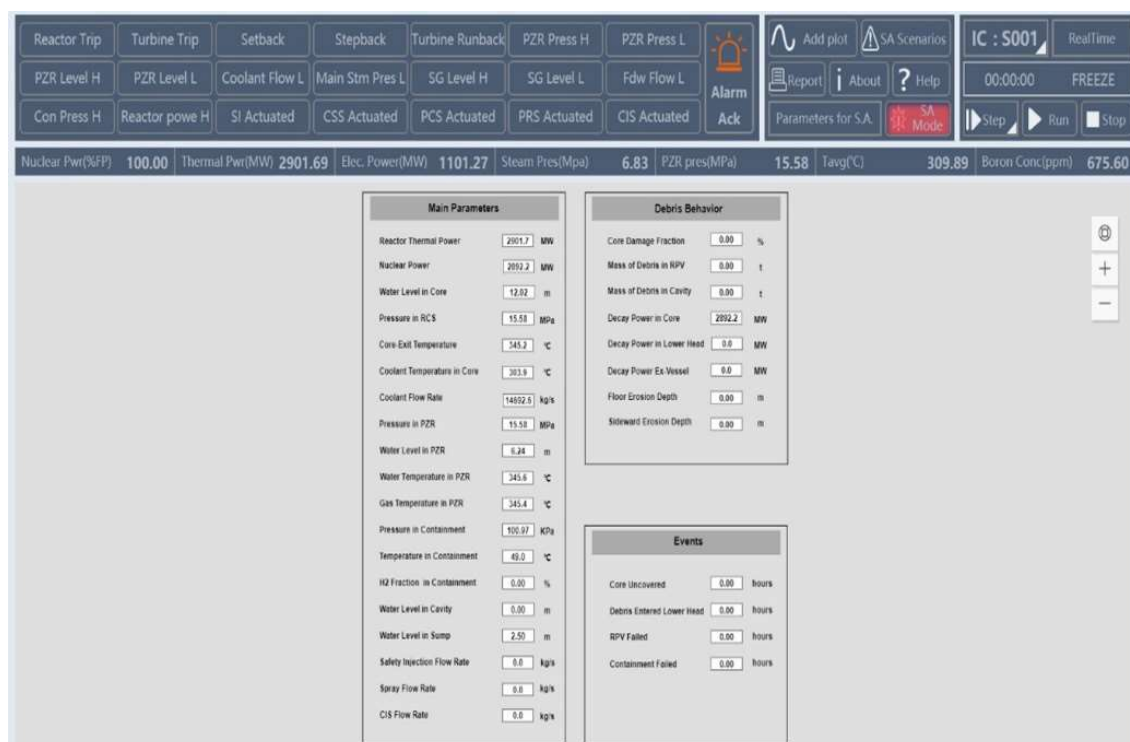 Reactor Trip Turbine Trip Setback Stepback Turbine Runback PZR Press H PZR Press L
PZR Level H PZR Level L Coolant Flow L Main Stm Pres L SG Level H SG Level L Fdw Flow L
Con Press H Reactor powe H SI Actuated CSS Actuated PCS Actuated PRS Actuated CIS Actuated
Alarm
Ack
Add plot SA Scenarios
Report About Help
Parameters for S.A. SA Mode
IC : S001 RealTime
00:00:00 FREEZE
Step Run Stop
Nuclear Pwr(%FP) 100.00 Thermal Pwr(MW) 2901.69 Elec. Power(MW) 1101.27 Steam Pres(Mpa) 6.83 PZR pres(MPa) 15.58 Tavg(℃) 309.89 Boron Conc(ppm) 675.60
Main Parameters
Reactor Thermal Power 2901.7 MW
Nuclear Power 2892.2 MW
Water Level in Core 12.02 m
Pressure in RCS 15.58 MPa
Core-Exit Temperature 345.2 ℃
Coolant Temperature in Core 303.9 ℃
Coolant Flow Rate 14692.6 kg/s
Pressure in PZR 15.58 MPa
Water Level in PZR 6.24 m
Water Temperature in PZR 345.6 ℃
Gas Temperature in PZR 345.4 ℃
Pressure in Containment 100.97 KPa
Temperature in Containment 49.0 ℃
H2 Fraction in Containment 0.00 %
Water Level in Cavity 0.00 m
Water Level in Sump 2.50 m
Safety Injection Flow Rate 0.0 kg/s
Spray Flow Rate 0.0 kg/s
CIS Flow Rate 0.0 kg/s
Debris Behavior
Core Damage Fraction 0.00 %
Mass of Debris in RPV 0.00 t
Mass of Debris in Cavity 0.00 t
Decay Power in Core 2892.2 MW
Decay Power in Lower Head 0.0 MW
Decay Power Ex-Vessel 0.0 MW
Floor Erosion Depth 0.00 m
Sideward Erosion Depth 0.00 m
Events
Core Uncovered 0.00 hours
Debris Entered Lower Head 0.00 hours
RPV Failed 0.00 hours
Containment Failed 0.00 hours